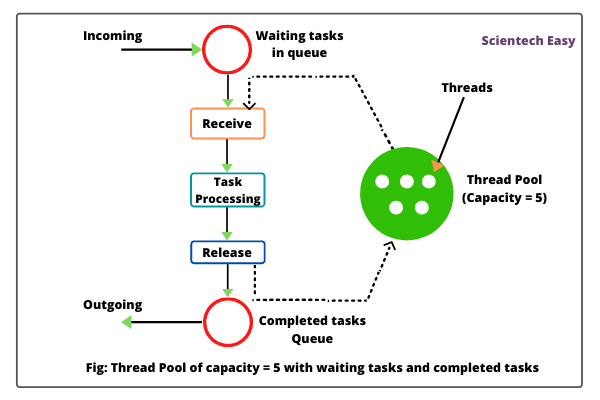 Incoming
Waiting tasks
in queue
Scientech Easy
Threads
Receive
Task
Processing
Thread Pool
(Capacity = 5)
Release
Outgoing
Completed tasks
Queue
Fig: Thread Pool of capacity = 5 with waiting tasks and completed tasks